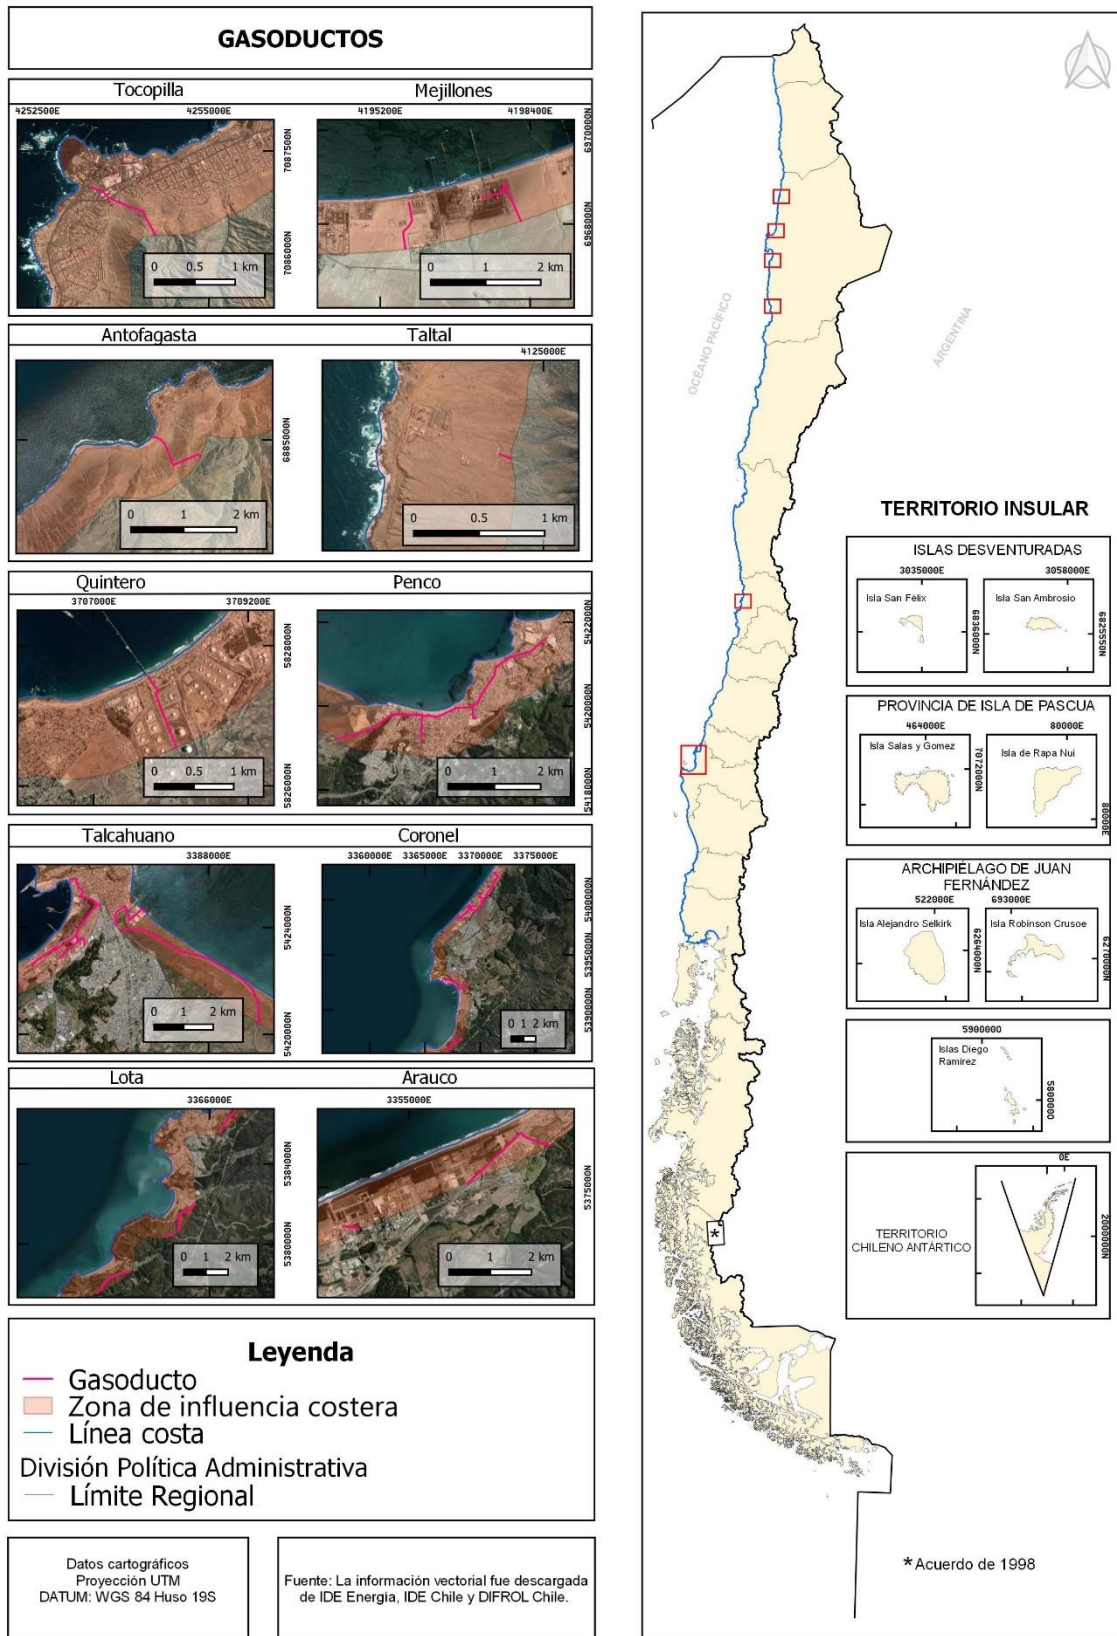 GASODUCTOS
Tocopilla
4252500E
4255000E
7087500N
7086000N
0 0.5 1 km
Mejillones
4195200E
4198400E
6970000N
6968000N
0 1 2 km
Antofagasta
6885000N
0 1 2 km
Taltal
4125000E
0 0.5 1 km
Quintero
3707000E
3709200E
5828000N
5826000N
0 0.5 1 km
Penco
5422000N
5420000N
5418000N
0 1 2 km
Talcahuano
3388000E
5424000N
5420000N
0 1 2 km
Coronel
3360000E 3365000E 3370000E 3375000E
5400000N
5395000N
5390000N
0 1 2 km
Lota
3366000E
5384000N
5380000N
0 1 2 km
Arauco
3355000E
5375000N
0 1 2 km
Leyenda
Gasoducto
Zona de influencia costera
Línea costa
División Política Administrativa
Límite Regional
Datos cartográficos
Proyección UTM
DATUM: WGS 84 Huso 19S
Fuente: La información vectorial fue descargada
de IDE Energía, IDE Chile y DIFROL Chile.
OCÉANO PACÍFICO
ARGENTINA
TERRITORIO INSULAR
ISLAS DESVENTURADAS
3035000E
Isla San Félix
6836000N
3058000E
Isla San Ambrosio
6825550N
PROVINCIA DE ISLA DE PASCUA
464000E
Isla Salas y Gomez
7072000N
80000E
Isla de Rapa Nui
80000E
ARCHIPIÉLAGO DE JUAN
FERNÁNDEZ
522000E
Isla Alejandro Selkirk
6264000N
693000E
Isla Robinson Crusoe
6270000N
5900000
Islas Diego
Ramirez
5800000
0E
TERRITORIO
CHILENO ANTÁRTICO
2000000N
*
* Acuerdo de 1998